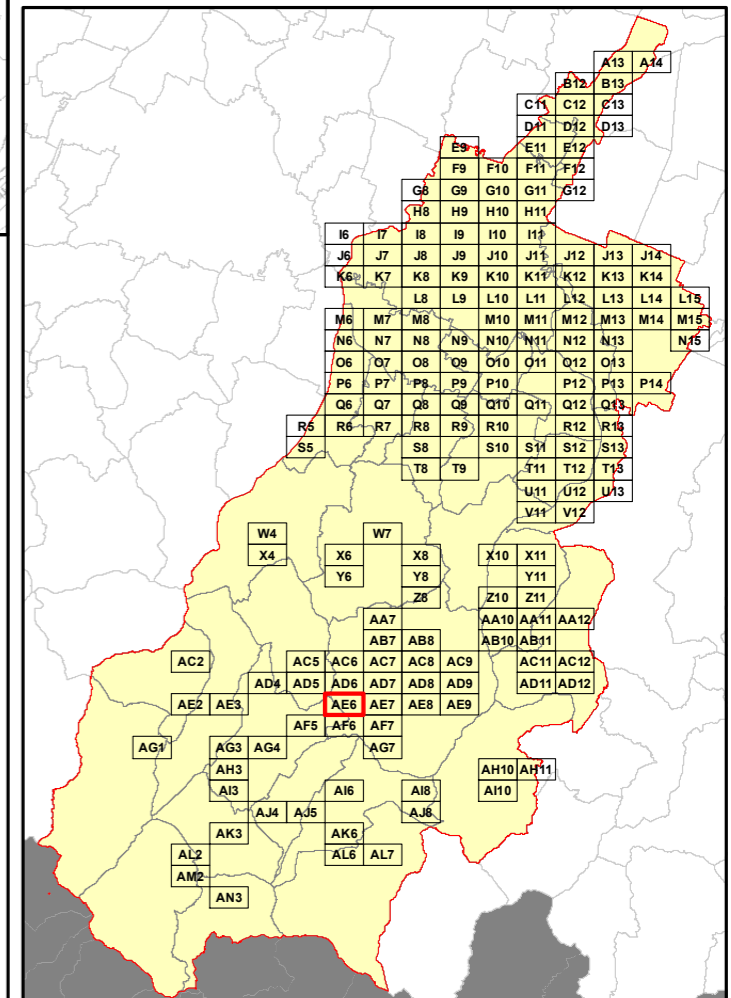 A13 A14
B12 B13
C11 C12 C13
D11 D12 D13
E9 E11 E12
F9 F10 F11 F12
G8 G9 G10 G11 G12
H8 H9 H10 H11
I6 I7 I8 I9 I10 I11
J6 J7 J8 J9 J10 J11 J12 J13 J14
K6 K7 K8 K9 K10 K11 K12 K13 K14
L8 L9 L10 L11 L12 L13 L14 L15
M6 M7 M8 M10 M11 M12 M13 M14 M15
N6 N7 N8 N9 N10 N11 N12 N13 N15
O6 O7 O8 O9 O10 O11 O12 O13
P6 P7 P8 P9 P10 P12 P13 P14
Q6 Q7 Q8 Q9 Q10 Q11 Q12 Q13
R5 R6 R7 R8 R9 R10 R12 R13
S5 S8 S10 S11 S12 S13
T8 T9 T11 T12 T13
U11 U12 U13
V11 V12
W4 W7
X4 X6 X8 X10 X11
Y6 Y8 Y11
Z8 Z10 Z11
AA7 AA10 AA11 AA12
AB7 AB8 AB10 AB11
AC2 AC5 AC6 AC7 AC8 AC9 AC11 AC12
AD4 AD5 AD6 AD7 AD8 AD9 AD11 AD12
AE2 AE3 AE6 AE7 AE8 AE9
AF5 AF6 AF7
AG1 AG3 AG4 AG7
AH3 AH10 AH11
AI3 AI6 AI8 AI10
AJ4 AJ5 AJ8
AK3 AK6
AL2 AL6 AL7
AM2
AN3